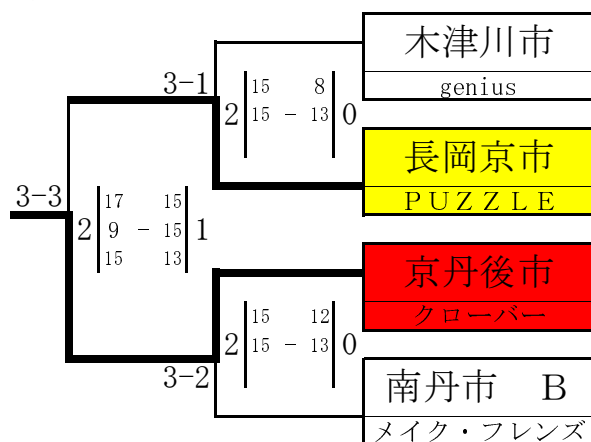 木津川市
genius
3-1
15 8
2 15 - 13 0
長岡京市
PUZZLE
3-3
17 15
2 9 - 15 1
15 13
京丹後市
クローバー
15 12
2 15 - 13 0
3-2
南丹市 B
メイク・フレンズ